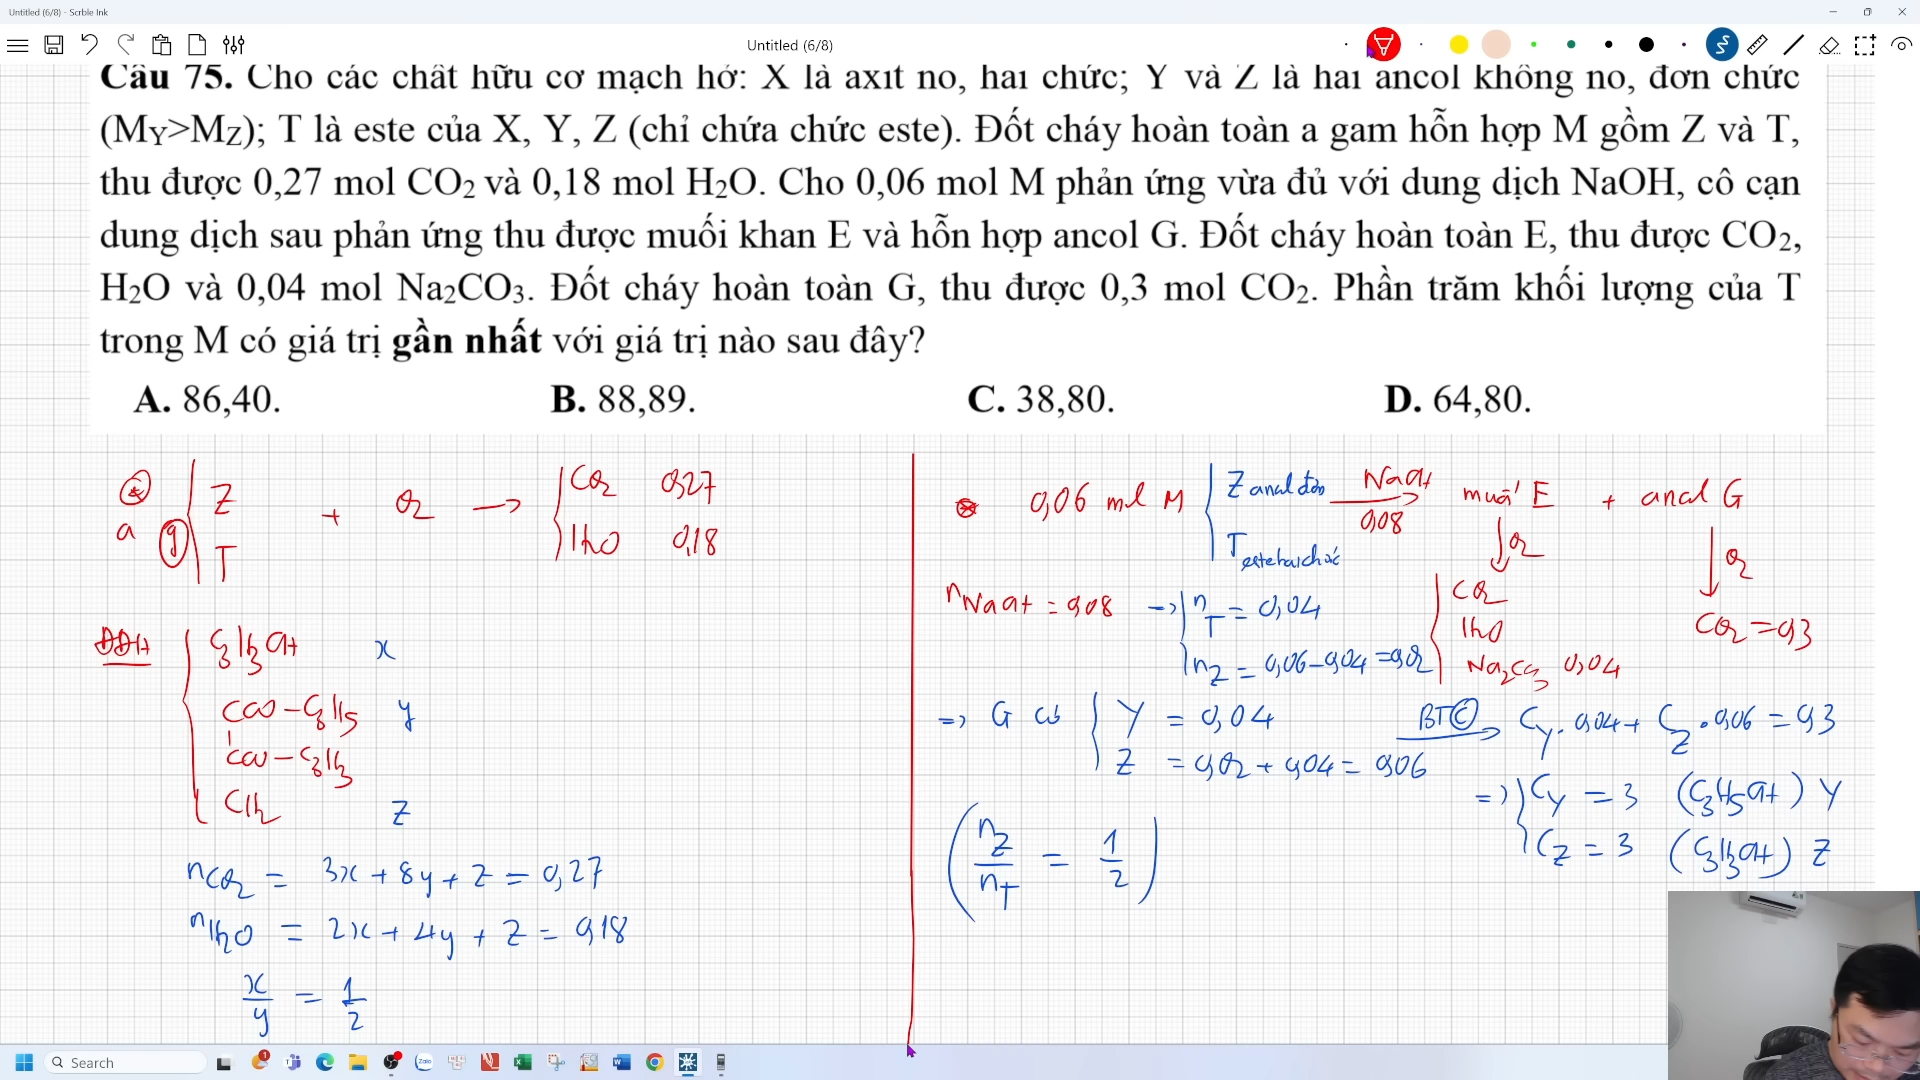 Untitled (6/8) - Scrble Ink
Untitled (6/8)
Câu 75. Cho các chất hữu cơ mạch hở: X là axit no, hai chức; Y và Z là hai ancol không no, đơn chức
(MY>MZ); T là este của X, Y, Z (chỉ chứa chức este). Đốt cháy hoàn toàn a gam hỗn hợp M gồm Z và T,
thu được 0,27 mol CO2 và 0,18 mol H2O. Cho 0,06 mol M phản ứng vừa đủ với dung dịch NaOH, cô cạn
dung dịch sau phản ứng thu được muối khan E và hỗn hợp ancol G. Đốt cháy hoàn toàn E, thu được CO2,
H2O và 0,04 mol Na2CO3. Đốt cháy hoàn toàn G, thu được 0,3 mol CO2. Phần trăm khối lượng của T
trong M có giá trị gần nhất với giá trị nào sau đây?
A. 86,40. B. 88,89. C. 38,80. D. 64,80.
a g Z T + O2 → CO2 0,27
H2O 0,18
ĐĐH C3H3OH x
COO-C3H5 y
COO-C3H3
CH2 z
nCO2 = 3x + 8y + z = 0,27
nH2O = 2x + 4y + z = 0,18
x/y = 1/2
0,06 mol M Z ancol đơn NaOH 0,08 muối E + ancol G
T este hai chức O2 O2
nNaOH = 0,08 → nT = 0,04 CO2 CO2 = 0,3
nZ = 0,06 - 0,04 = 0,02 H2O
Na2CO3 0,04
=> G có Y = 0,04 BTC CY . 0,04 + CZ . 0,06 = 0,3
Z = 0,02 + 0,04 = 0,06
=> CY = 3 (C3H5OH) Y
CZ = 3 (C3H3OH) Z
(nZ/nT = 1/2)
Search